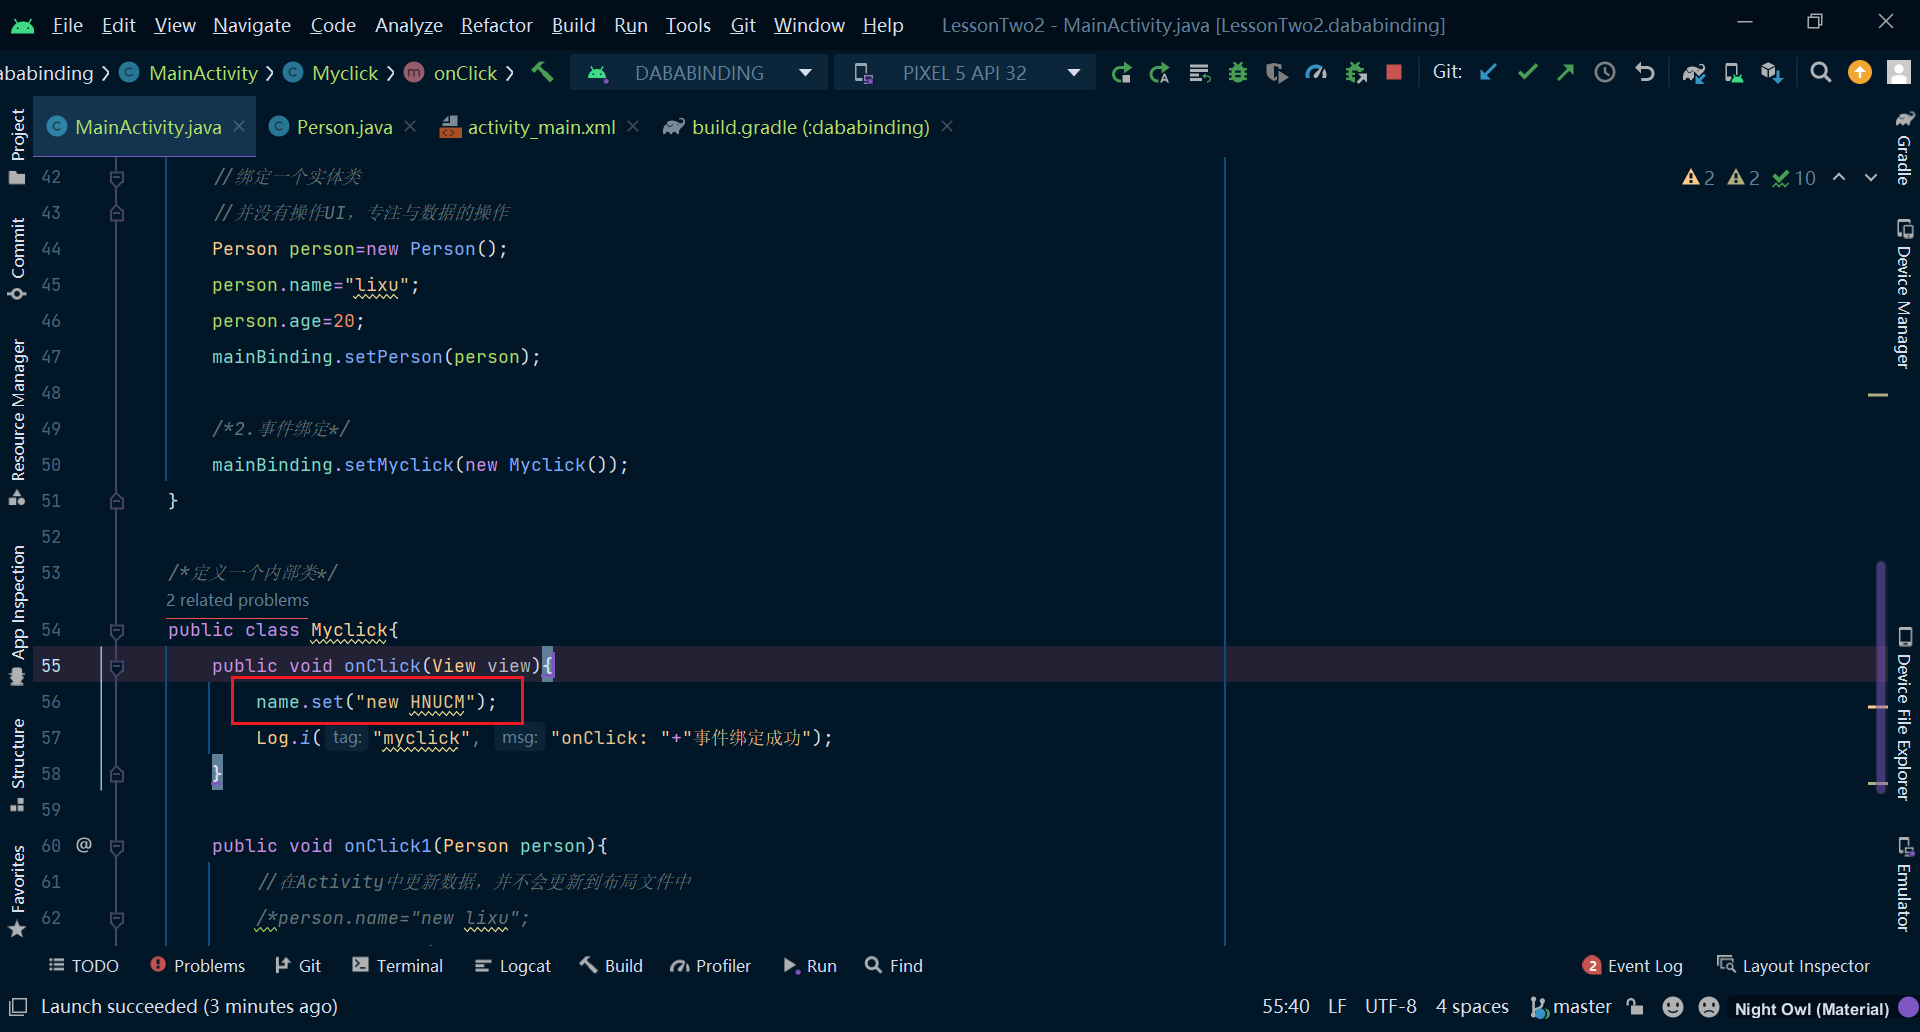 File Edit View Navigate Code Analyze Refactor Build Run Tools Git Window Help LessonTwo2 - MainActivity.java [LessonTwo2.dababinding]
ababinding MainActivity Myclick onClick DABABINDING PIXEL 5 API 32 Git:
MainActivity.java Person.java activity_main.xml build.gradle (:dababinding)
2 2 10
42 //绑定一个实体类
43 //并没有操作UI，专注与数据的操作
44 Person person=new Person();
45 person.name="lixu";
46 person.age=20;
47 mainBinding.setPerson(person);
48
49 /*2.事件绑定*/
50 mainBinding.setMyclick(new Myclick());
51 }
52
53 /*定义一个内部类*/
2 related problems
54 public class Myclick{
55 public void onClick(View view){
56 name.set("new HNUCM");
57 Log.i( tag: "myclick", msg: "onClick: "+"事件绑定成功");
58 }
59
60 @ public void onClick1(Person person){
61 //在Activity中更新数据，并不会更新到布局文件中
62 /*person.name="new lixu";
Project
Commit
Resource Manager
App Inspection
Structure
Favorites
Gradle
Device Manager
Device File Explorer
Emulator
TODO Problems Git Terminal Logcat Build Profiler Run Find 2 Event Log Layout Inspector
Launch succeeded (3 minutes ago) 55:40 LF UTF-8 4 spaces master Night Owl (Material)